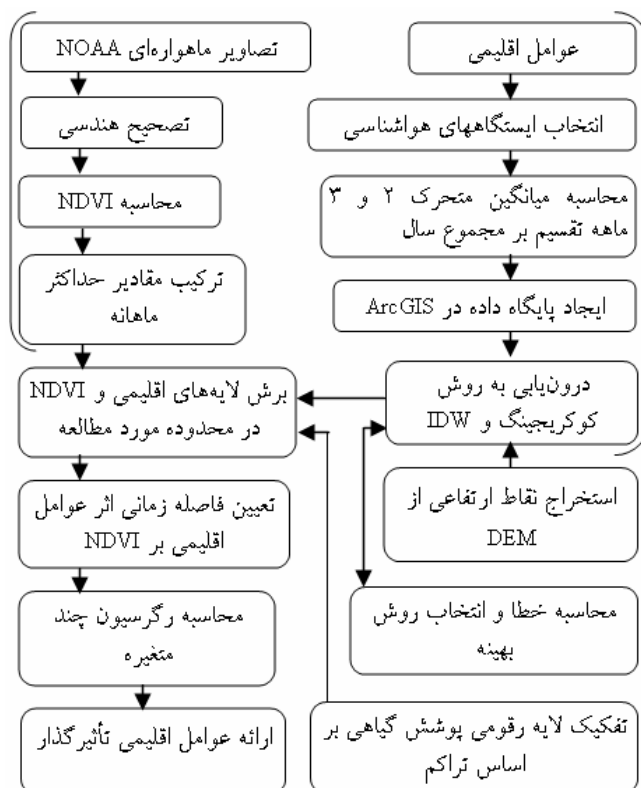 عوامل اقلیمی
انتخاب ایستگاههای هواشناسی
محاسبه میانگین متحرک ۲ و ۳
ماهه تقسیم بر مجموع سال
ایجاد پایگاه داده در ArcGIS
درون‌یابی به روش
کوکریجینگ و IDW
استخراج نقاط ارتفاعی از
DEM
محاسبه خطا و انتخاب روش
بهینه
تفکیک لایه رقومی پوشش گیاهی بر
اساس تراکم
تصاویر ماهواره‌ای NOAA
تصحیح هندسی
محاسبه NDVI
ترکیب مقادیر حداکثر
ماهانه
برش لایه‌های اقلیمی و NDVI
در محدوده مورد مطالعه
تعیین فاصله زمانی اثر عوامل
اقلیمی بر NDVI
محاسبه رگرسیون چند
متغیره
ارائه عوامل اقلیمی تأثیرگذار